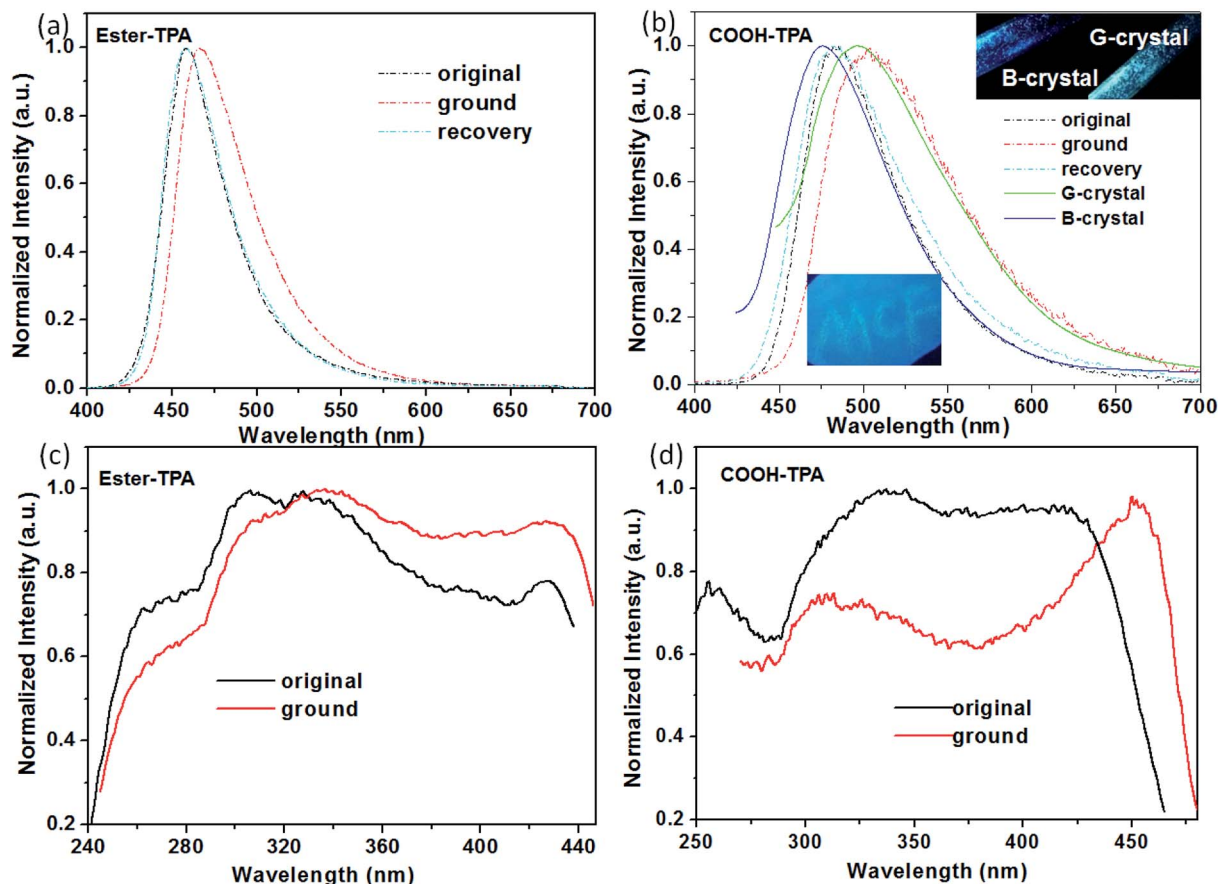 (a)
Ester-TPA
original
ground
recovery
Normalized Intensity (a.u.)
1.0
0.8
0.6
0.4
0.2
0.0
400 450 500 550 600 650 700
Wavelength (nm)
(b)
COOH-TPA
G-crystal
B-crystal
original
ground
recovery
G-crystal
B-crystal
MCF
Normalized Intensity (a.u.)
1.0
0.8
0.6
0.4
0.2
0.0
400 450 500 550 600 650 700
Wavelength (nm)
(c)
Ester-TPA
original
ground
Normalized Intensity (a.u.)
1.0
0.8
0.6
0.4
0.2
240 280 320 360 400 440
Wavelength (nm)
(d)
COOH-TPA
original
ground
Normalized Intensity (a.u.)
1.0
0.8
0.6
0.4
0.2
250 300 350 400 450
Wavelength (nm)